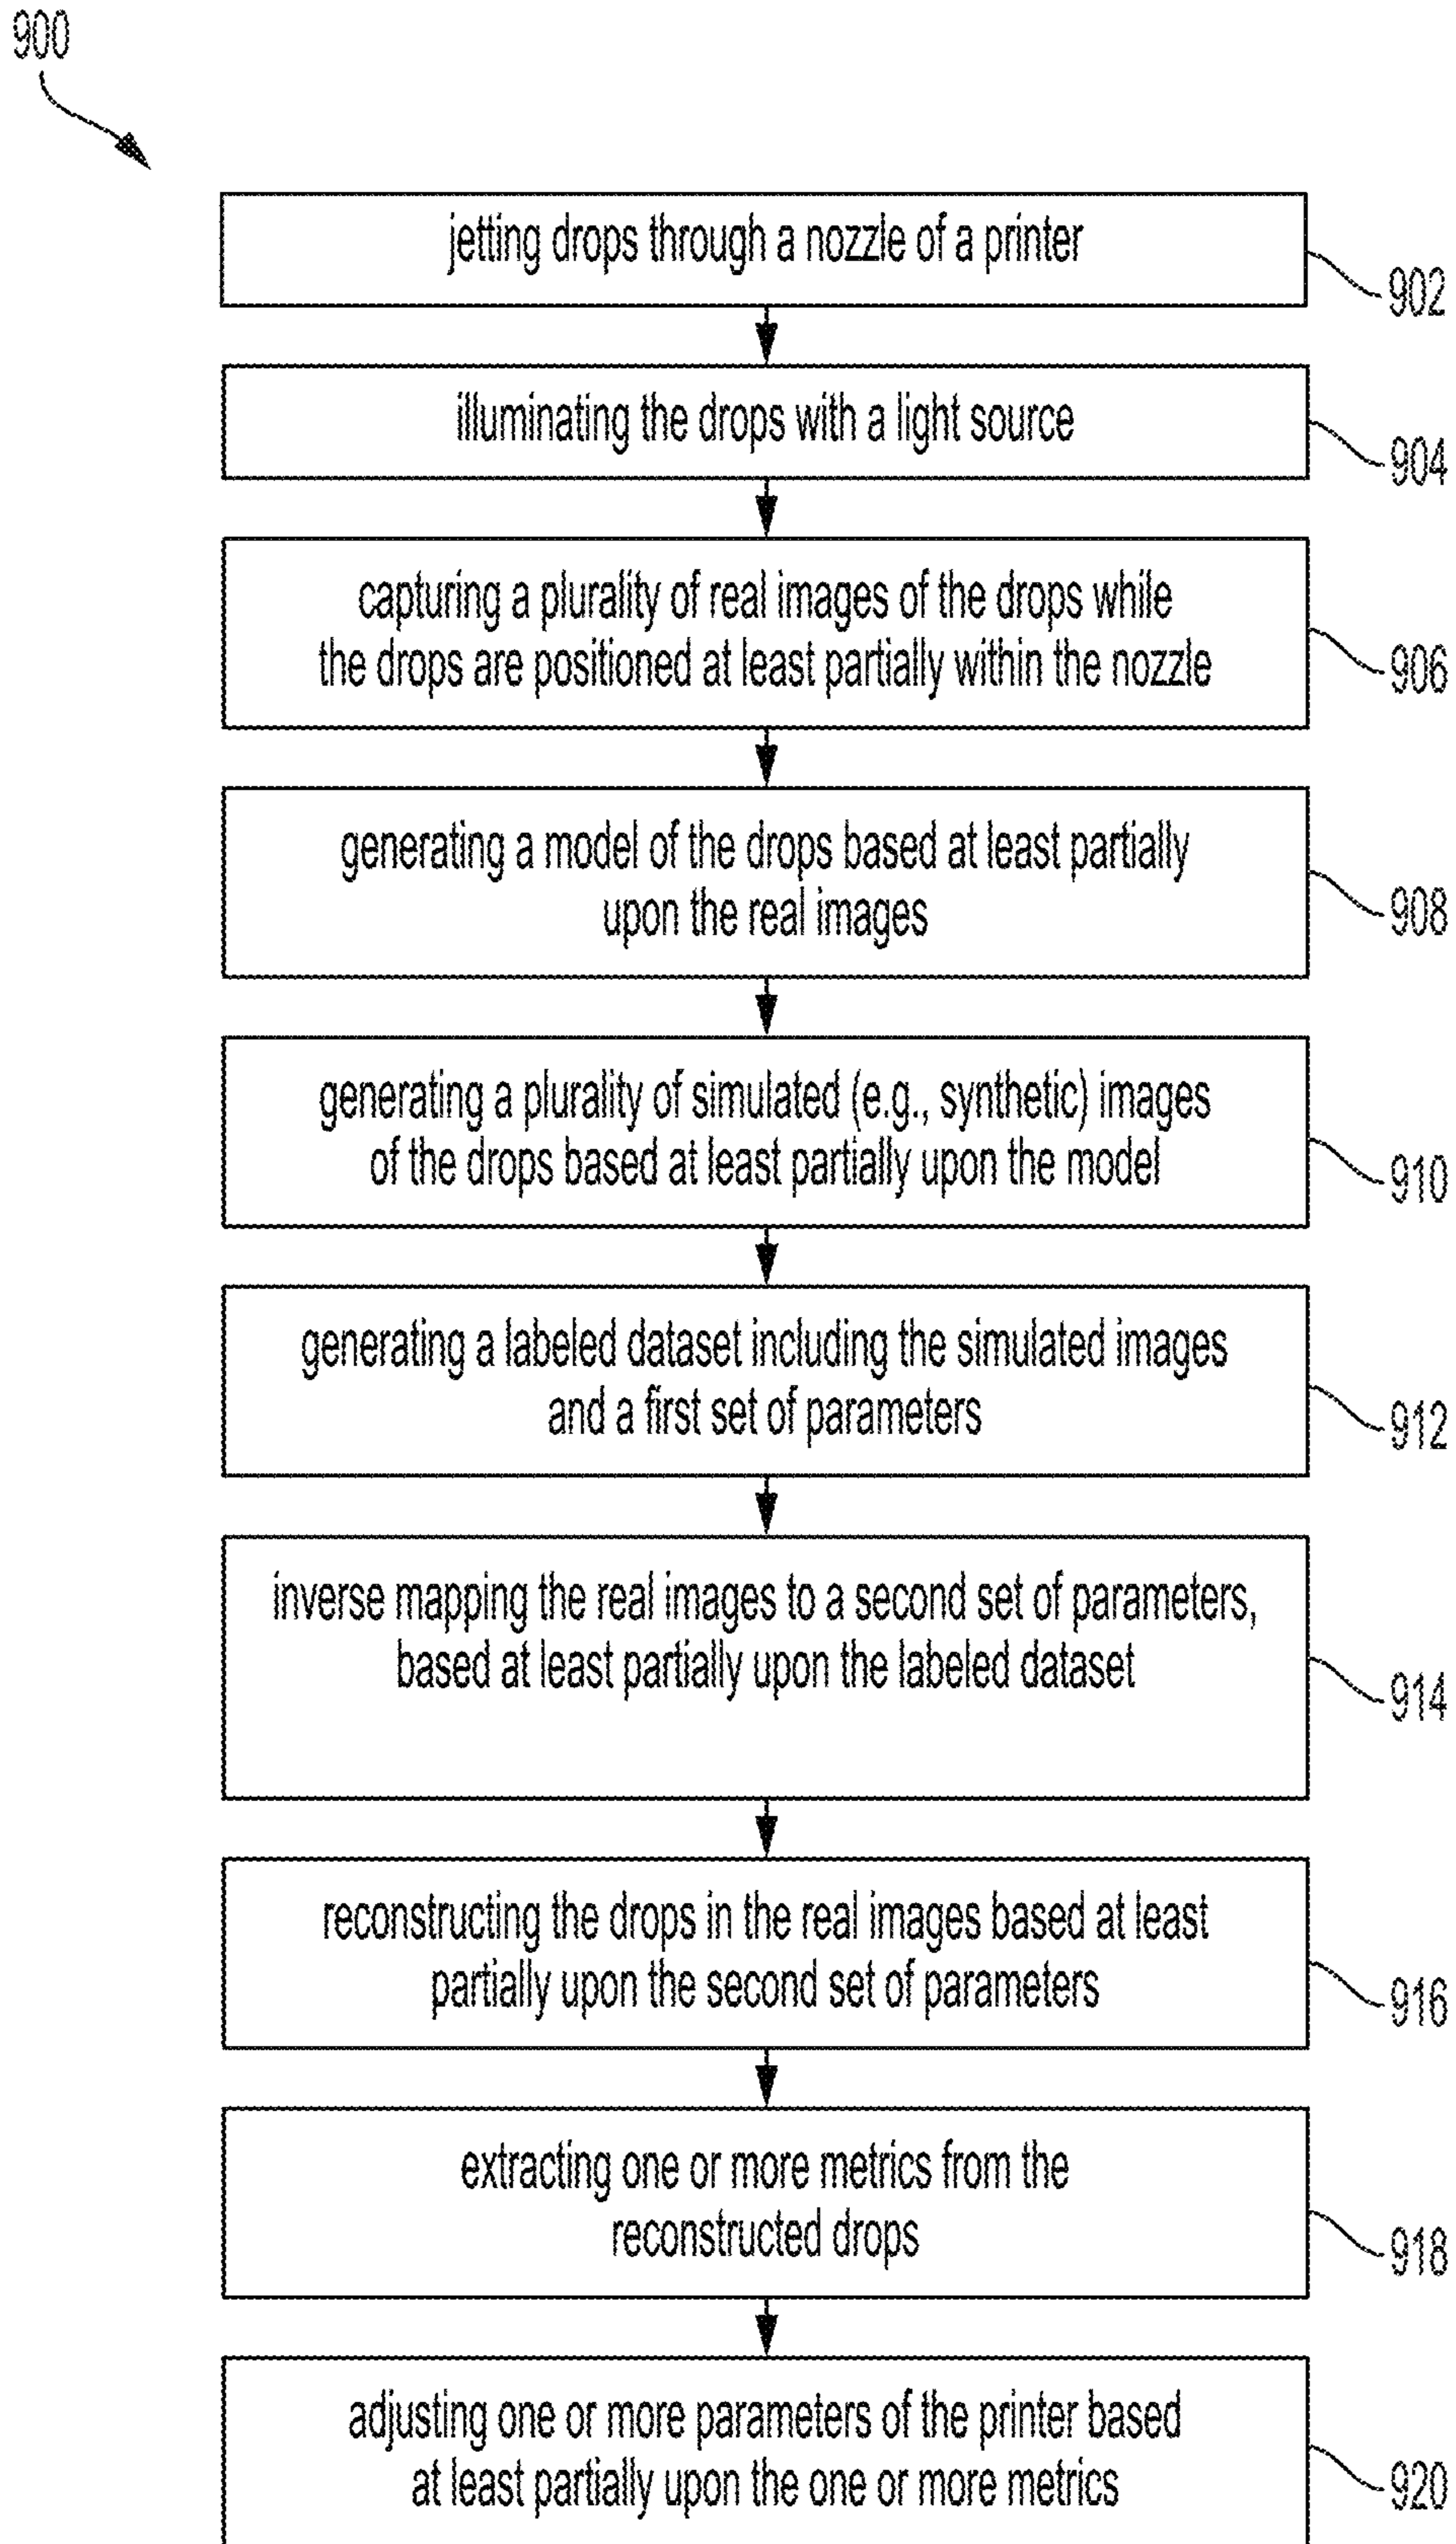 900
jetting drops through a nozzle of a printer
902
illuminating the drops with a light source
904
capturing a plurality of real images of the drops while
the drops are positioned at least partially within the nozzle
906
generating a model of the drops based at least partially
upon the real images
908
generating a plurality of simulated (e.g., synthetic) images
of the drops based at least partially upon the model
910
generating a labeled dataset including the simulated images
and a first set of parameters
912
inverse mapping the real images to a second set of parameters,
based at least partially upon the labeled dataset
914
reconstructing the drops in the real images based at least
partially upon the second set of parameters
916
extracting one or more metrics from the
reconstructed drops
918
adjusting one or more parameters of the printer based
at least partially upon the one or more metrics
920